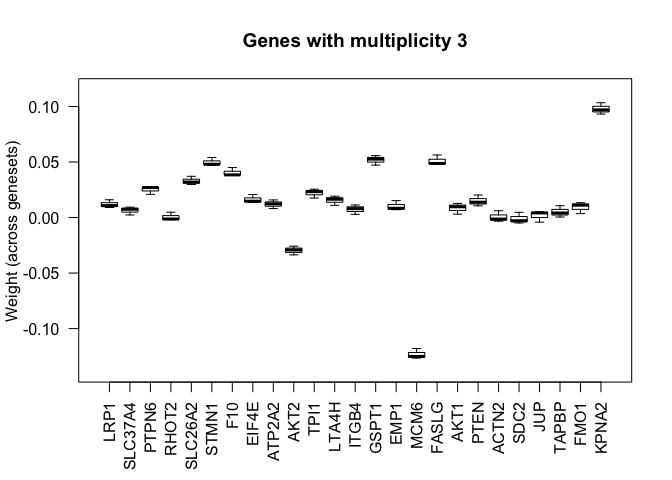 Genes with multiplicity 3
Weight (across genesets)
0.10
0.05
0.00
-0.05
-0.10
LRP1
SLC37A4
PTPN6
RHOT2
SLC26A2
STMN1
F10
EIF4E
ATP2A2
AKT2
TPI1
LTA4H
ITGB4
GSPT1
EMP1
MCM6
FASLG
AKT1
PTEN
ACTN2
SDC2
JUP
TAPBP
FMO1
KPNA2